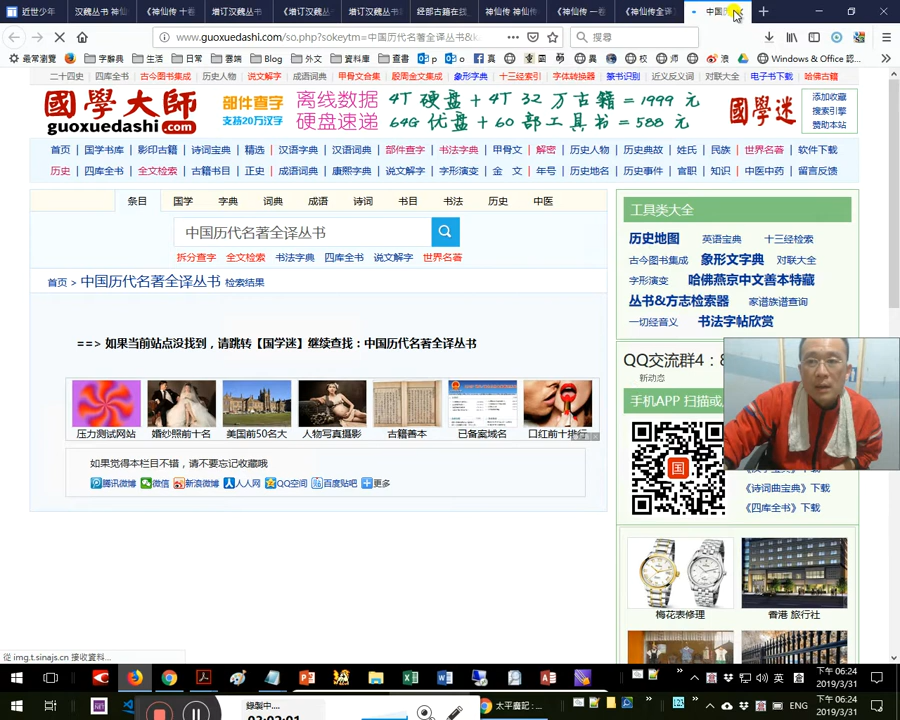 近世少年
汉魏丛书 神仙
《神仙传 十卷
增订汉魏丛书
《汉魏丛
增订汉魏丛书
经部古籍在线
神仙传 神仙传
《神仙传 一卷
《神仙传全译
中国历
www.guoxuedashi.com/so.php?sokeytm=中国历代名著全译丛书&k
搜尋
最常瀏覽
字辭典
生活
日常
雲端
Blog
外文
資料庫
查書
真
校
师
浪
Windows & Office 認...
二十四史 四库全书 古今图书集成 历史人物 说文解字 成语词典 甲骨文合集 殷周金文集成 象形文字 十三经索引 字体转换器 篆书识别 近义反义词 对联大全 电子书下载 哈佛古籍
國學大師
guoxuedashi.com
部件查字
支持20万汉字
离线数据
硬盘速递
4T 硬盘 + 4T 32 万古籍 = 1999 元
64G 优盘 + 60 部工具书 = 588 元
國學迷
添加收藏
搜索引擎
赞助本站
首页 | 国学书库 | 影印古籍 | 诗词宝典 | 精选 | 汉语字典 | 汉语词典 | 部件查字 | 书法字典 | 甲骨文 | 解密 | 历史人物 | 历史典故 | 姓氏 | 民族 | 世界名著 | 软件下载
历史 | 四库全书 | 全文检索 | 古籍书目 | 正史 | 成语词典 | 康熙字典 | 说文解字 | 字形演变 | 金 文 | 年号 | 历史地名 | 历史事件 | 官职 | 知识 | 中医中药 | 留言反馈
条目 国学 字典 词典 成语 诗词 书目 书法 历史 中医
中国历代名著全译丛书
拆分查字 全文检索 书法字典 四库全书 说文解字 世界名著
首页 > 中国历代名著全译丛书 检索结果
==> 如果当前站点没找到，请跳转【国学迷】继续查找：中国历代名著全译丛书
压力测试网站 婚纱照前十名 美国前50名大 人物写真摄影 古籍善本 已备案域名 口红前十排行
如果觉得本栏目不错，请不要忘记收藏哦
腾讯微博 微信 新浪微博 人人网 QQ空间 百度贴吧 更多
工具类大全
历史地图 英语宝典 十三经检索
古今图书集成 象形文字典 对联大全
字形演变 哈佛燕京中文善本特藏
丛书&方志检索器 家谱族谱查询
一切经音义 书法字帖欣赏
QQ交流群4：8
新动态
手机APP 扫描或
国
《诗词曲宝典》下载
《四库全书》下载
梅花表修理
香港 旅行社
從 img.t.sinajs.cn 接收資料...
英
下午 06:24
2019/3/31
錄製中....
03:02:01
太平廣記：
ENG
下午 06:24
2019/3/31